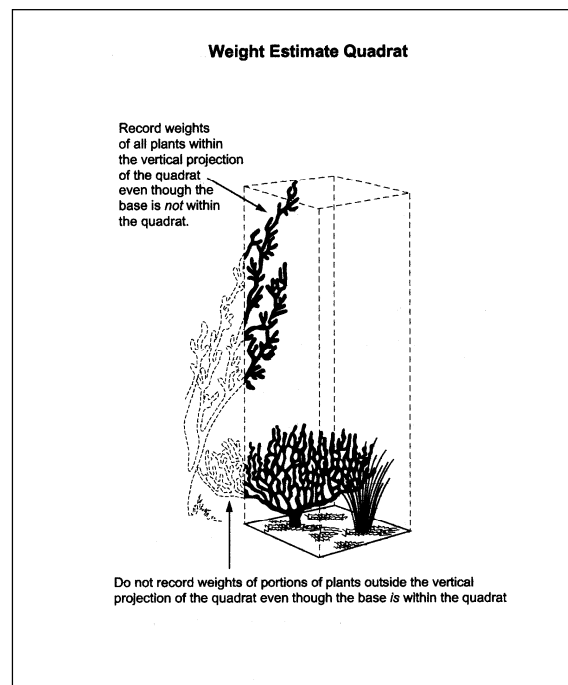 Weight Estimate Quadrat
Record weights
of all plants within
the vertical projection
of the quadrat
even though the
base is not within
the quadrat.
Do not record weights of portions of plants outside the vertical
projection of the quadrat even though the base is within the quadrat